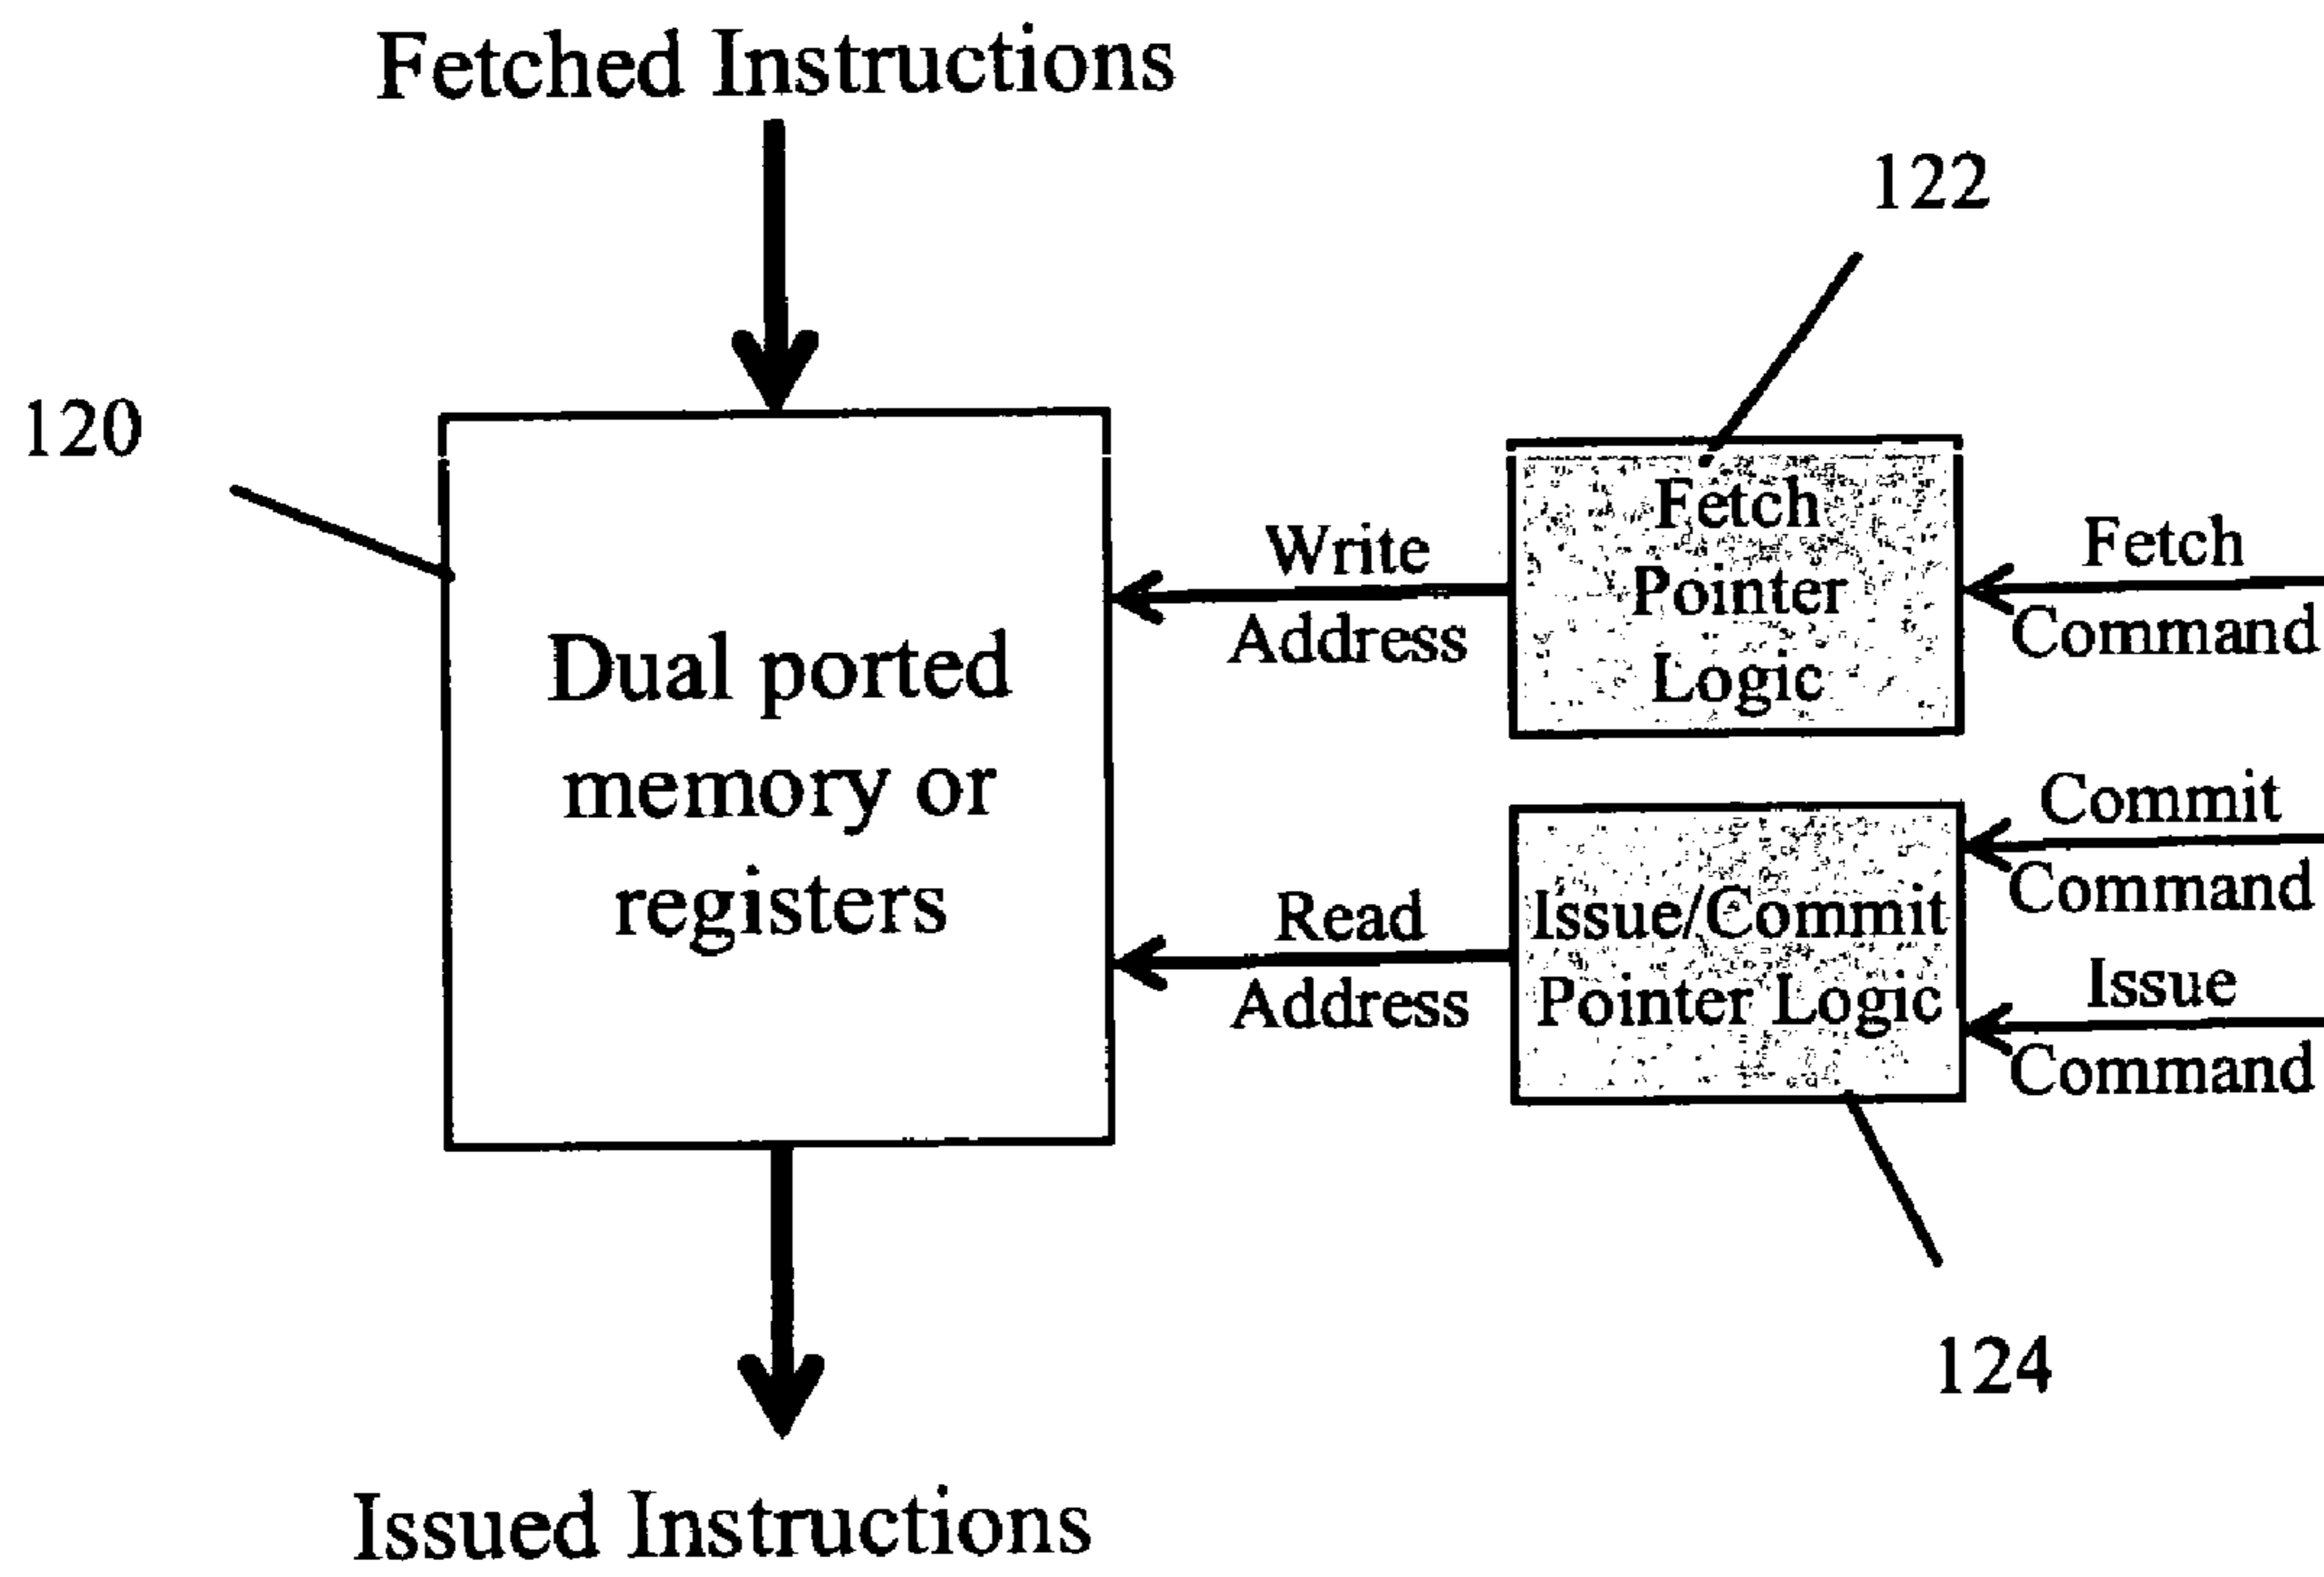 Fetched Instructions
122
120
Fetch
Pointer
Logic
Write
Address
Fetch
Command
Dual ported
memory or
registers
Commit
Command
Issue/Commit
Pointer Logic
Read
Address
Issue
Command
124
Issued Instructions